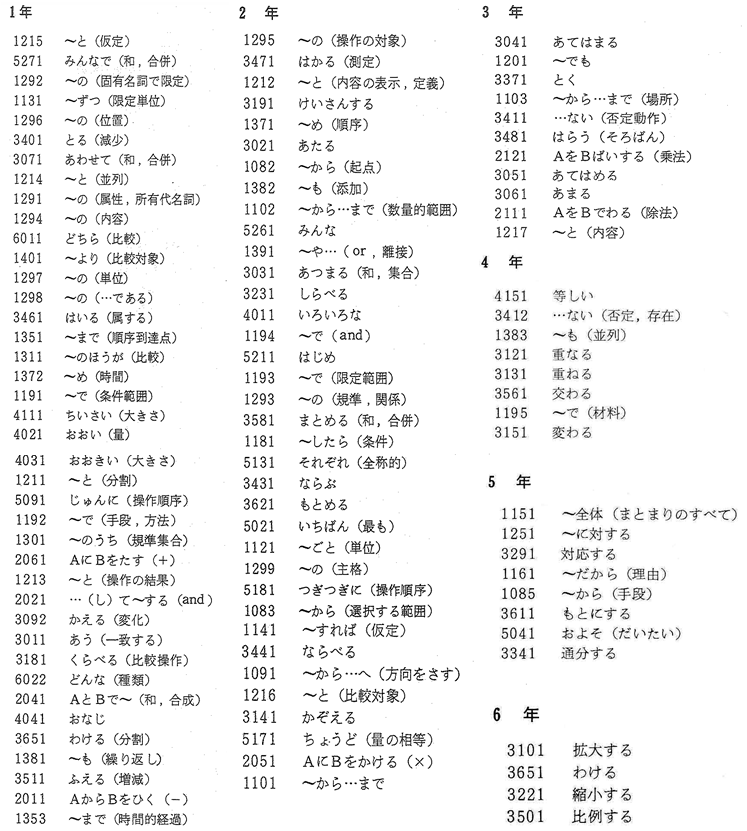 1年
1215 〜と（仮定）
5271 みんなで（和，合併）
1292 〜の（固有名詞で限定）
1131 〜ずつ（限定単位）
1296 〜の（位置）
3401 とる（減少）
3071 あわせて（和，合併）
1214 〜と（並列）
1291 〜の（属性，所有代名詞）
1294 〜の（内容）
6011 どちら（比較）
1401 〜より（比較対象）
1297 〜の（単位）
1298 〜の（…である）
3461 はいる（属する）
1351 〜まで（順序到達点）
1311 〜のほうが（比較）
1372 〜め（時間）
1191 〜で（条件範囲）
4111 ちいさい（大きさ）
4021 おおい（量）
4031 おおきい（大きさ）
1211 〜と（分割）
5091 じゅんに（操作順序）
1192 〜で（手段，方法）
1301 〜のうち（規準集合）
2061 AにBをたす（+）
1213 〜と（操作の結果）
2021 …（し）て〜する（and）
3092 かえる（変化）
3011 あう（一致する）
3181 くらべる（比較操作）
6022 どんな（種類）
2041 AとBで〜（和，合成）
4041 おなじ
3651 わける（分割）
1381 〜も（繰り返し）
3511 ふえる（増減）
2011 AからBをひく（−）
1353 〜まで（時間的経過）
2 年
1295 〜の（操作の対象）
3471 はかる（測定）
1212 〜と（内容の表示，定義）
3191 けいさんする
1371 〜め（順序）
3021 あたる
1082 〜から（起点）
1382 〜も（添加）
1102 〜から…まで（数量的範囲）
5261 みんな
1391 〜や…（or，離接）
3031 あつまる（和，集合）
3231 しらべる
4011 いろいろな
1194 〜で（and）
5211 はじめ
1193 〜で（限定範囲）
1293 〜の（規準，関係）
3581 まとめる（和，合併）
1181 〜したら（条件）
5131 それぞれ（全称的）
3431 ならぶ
3621 もとめる
5021 いちばん（最も）
1121 〜ごと（単位）
1299 〜の（主格）
5181 つぎつぎに（操作順序）
1083 〜から（選択する範囲）
1141 〜すれば（仮定）
3441 ならべる
1091 〜から…へ（方向をさす）
1216 〜と（比較対象）
3141 かぞえる
5171 ちょうど（量の相等）
2051 AにBをかける（×）
1101 〜から…まで
3 年
3041 あてはまる
1201 〜でも
3371 とく
1103 〜から…まで（場所）
3411 …ない（否定動作）
3481 はらう（そろばん）
2121 AをBばいする（乗法）
3051 あてはめる
3061 あまる
2111 AをBでわる（除法）
1217 〜と（内容）
4 年
4151 等しい
3412 …ない（否定，存在）
1383 〜も（並列）
3121 重なる
3131 重ねる
3561 交わる
1195 〜で（材料）
3151 変わる
5 年
1151 〜全体（まとまりのすべて）
1251 〜に対する
3291 対応する
1161 〜だから（理由）
1085 〜から（手段）
3611 もとにする
5041 およそ（だいたい）
3341 通分する
6 年
3101 拡大する
3651 わける
3221 縮小する
3501 比例する